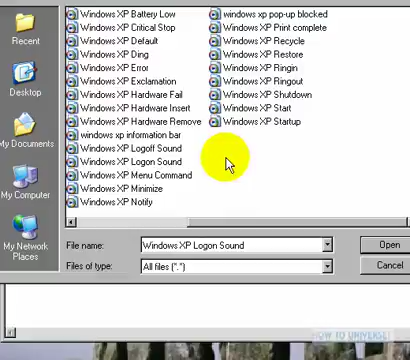 Recent
Desktop
My Documents
My Computer
My Network
Places
Windows XP Battery Low
Windows XP Critical Stop
Windows XP Default
Windows XP Ding
Windows XP Error
Windows XP Exclamation
Windows XP Hardware Fail
Windows XP Hardware Insert
Windows XP Hardware Remove
windows xp information bar
Windows XP Logoff Sound
Windows XP Logon Sound
Windows XP Menu Command
Windows XP Minimize
Windows XP Notify
windows xp pop-up blocked
Windows XP Print complete
Windows XP Recycle
Windows XP Restore
Windows XP Ringin
Windows XP Ringout
Windows XP Shutdown
Windows XP Start
Windows XP Startup
File name:
Windows XP Logon Sound
Open
Files of type:
All files (*.*)
Cancel
HOW TO UNIVERSE!